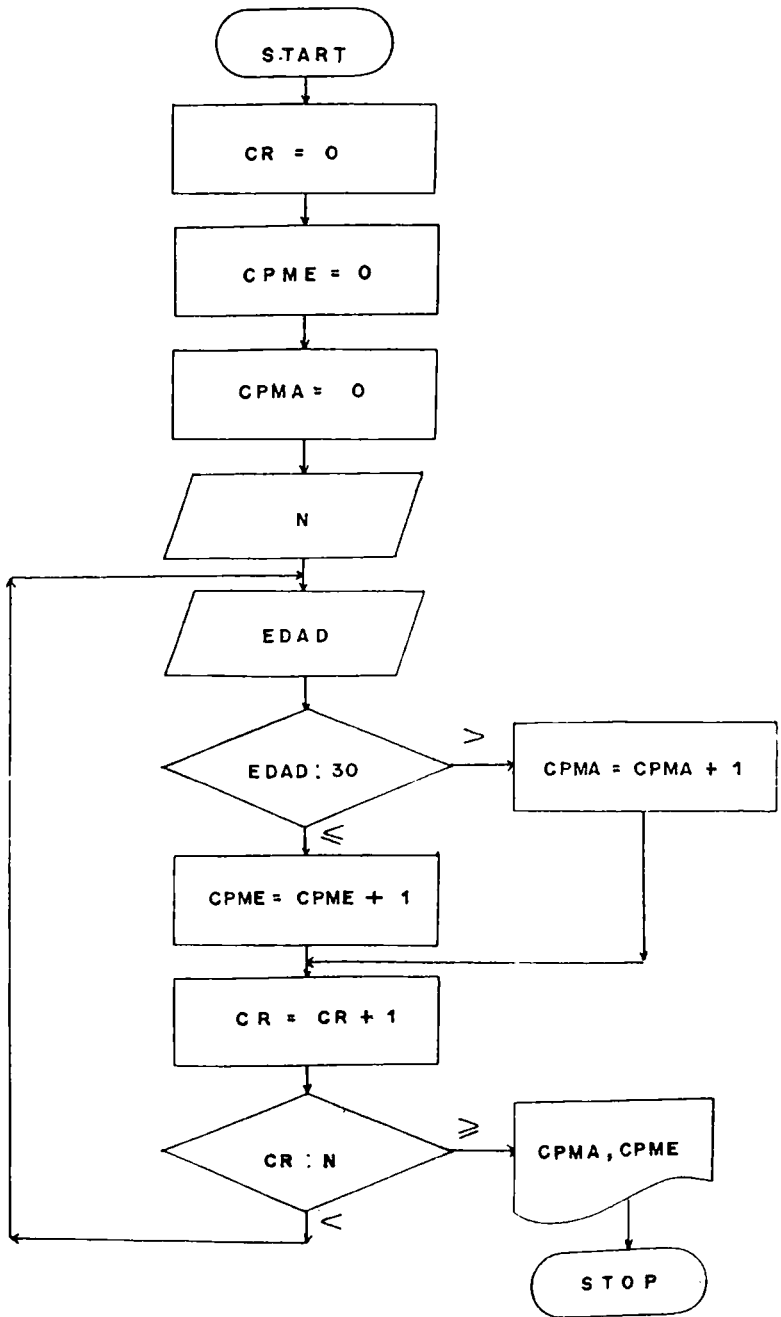 S.TART
CR = 0
CPME = 0
CPMA = 0
N
EDAD
EDAD : 30
>
CPMA = CPMA + 1
≤
CPME = CPME + 1
CR = CR + 1
CR : N
≥
CPMA , CPME
<
STOP